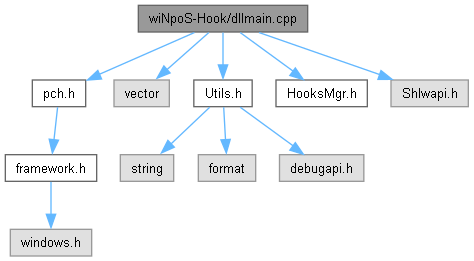 wiNpoS-Hook/dllmain.cpp
pch.h
vector
Utils.h
HooksMgr.h
Shlwapi.h
framework.h
string
format
debugapi.h
windows.h